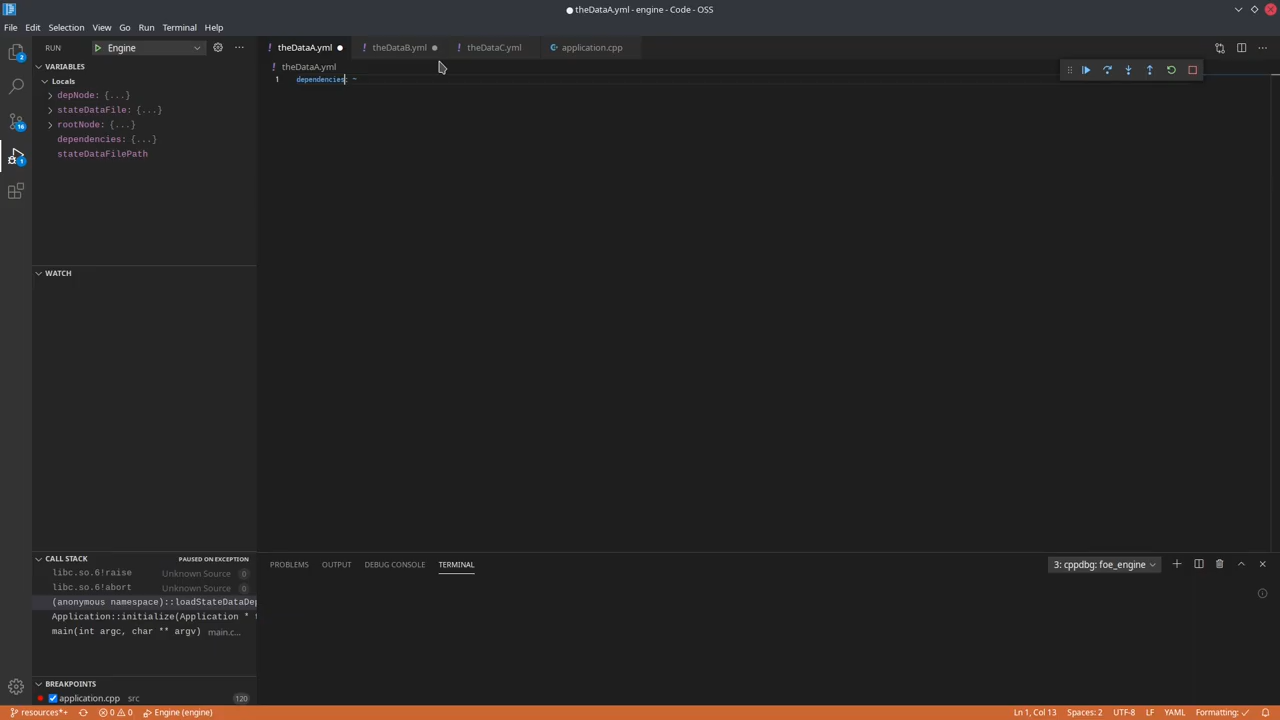 theDataA.yml - engine - Code - OSS
File Edit Selection View Go Run Terminal Help
RUN Engine
theDataA.yml theDataB.yml theDataC.yml application.cpp
VARIABLES
theDataA.yml
Locals
1 dependencies: ~
depNode: {...}
stateDataFile: {...}
rootNode: {...}
dependencies: {...}
stateDataFilePath
2
16
1
WATCH
CALL STACK PAUSED ON EXCEPTION
libc.so.6!raise Unknown Source 0
libc.so.6!abort Unknown Source 0
(anonymous namespace)::loadStateDataDep
Application::initialize(Application *
main(int argc, char ** argv) main.c...
BREAKPOINTS
application.cpp src 120
PROBLEMS OUTPUT DEBUG CONSOLE TERMINAL
3: cppdbg: foe_engine
resources*+ 0 0 Engine (engine)
Ln 1, Col 13 Spaces: 2 UTF-8 LF YAML Formatting: ✓